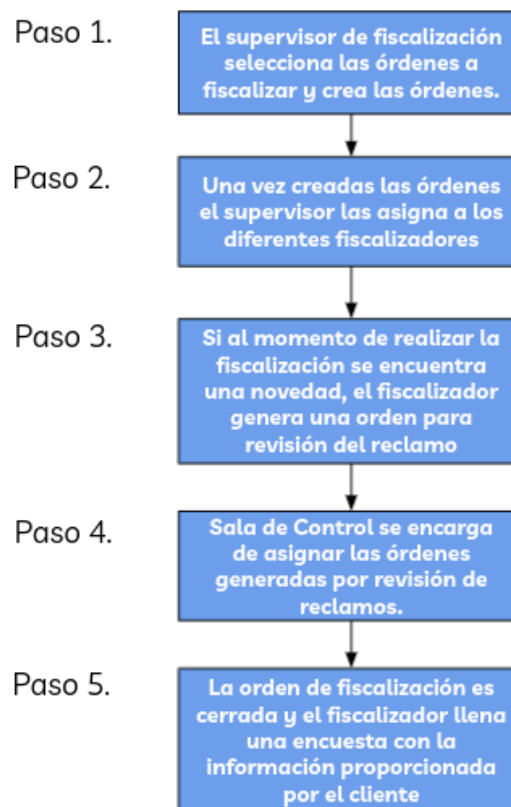 Paso 1.
El supervisor de fiscalización
selecciona las órdenes a
fiscalizar y crea las órdenes.
Paso 2.
Una vez creadas las órdenes
el supervisor las asigna a los
diferentes fiscalizadores
Paso 3.
Si al momento de realizar la
fiscalización se encuentra
una novedad, el fiscalizador
genera una orden para
revisión del reclamo
Paso 4.
Sala de Control se encarga
de asignar las órdenes
generadas por revisión de
reclamos.
Paso 5.
La orden de fiscalización es
cerrada y el fiscalizador llena
una encuesta con la
información proporcionada
por el cliente